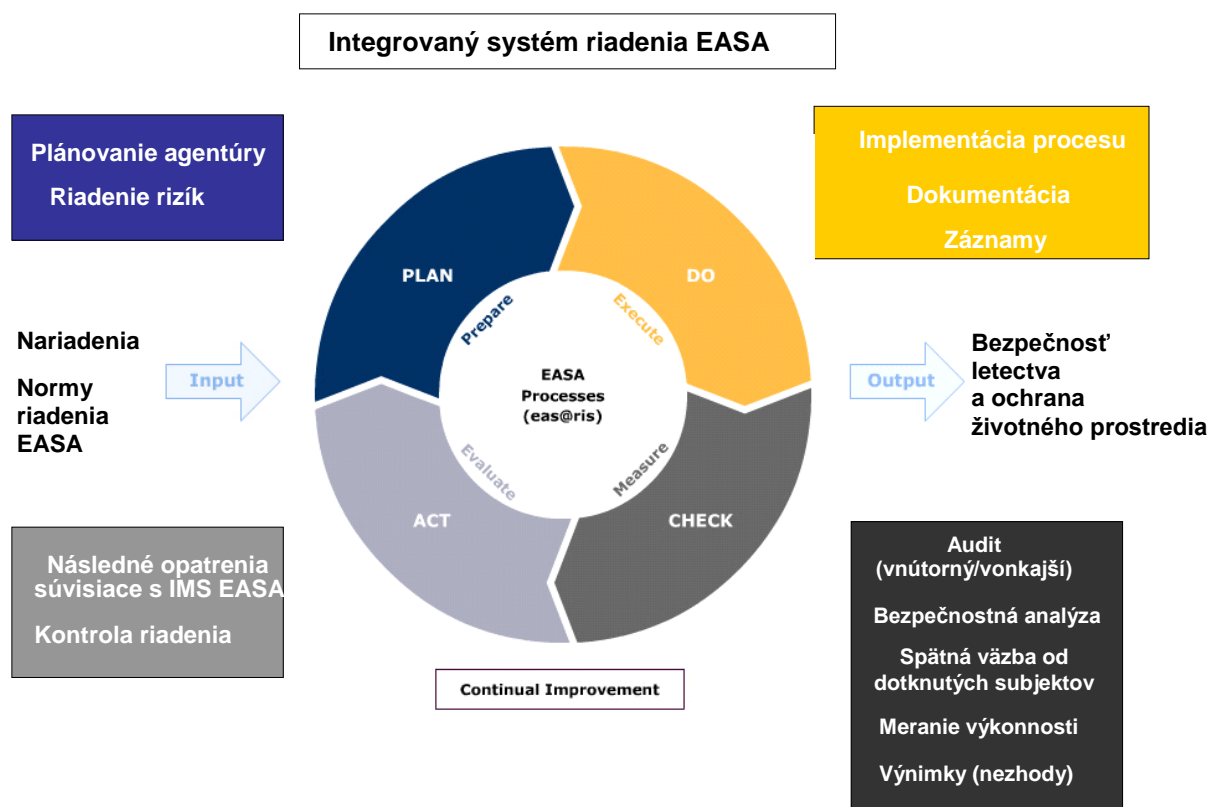 Integrovaný systém riadenia EASA
Plánovanie agentúry
Riadenie rizík
Implementácia procesu
Dokumentácia
Záznamy
PLAN
DO
Prepare
Execute
Nariadenia
Normy
riadenia
EASA
Input
EASA
Processes
(eas@ris)
Output
Bezpečnosť
letectva
a ochrana
životného prostredia
Evaluate
Measure
ACT
CHECK
Následné opatrenia
súvisiace s IMS EASA
Kontrola riadenia
Audit
(vnútorný/vonkajší)
Bezpečnostná analýza
Spätná väzba od
dotknutých subjektov
Meranie výkonnosti
Výnimky (nezhody)
Continual Improvement